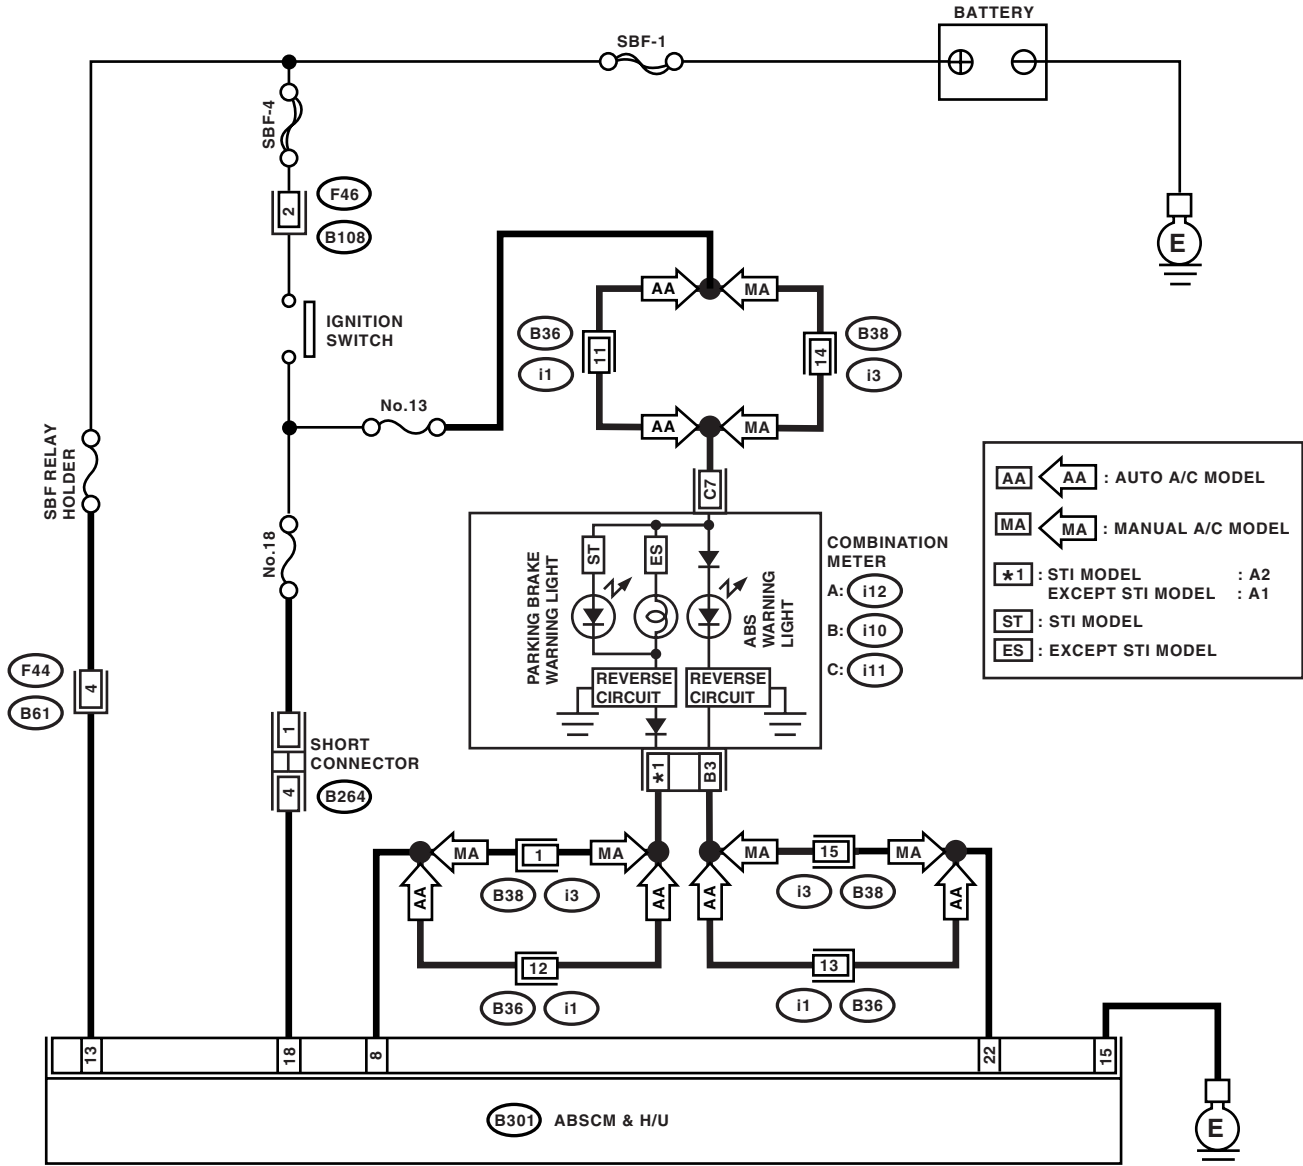 BATTERY
SBF-1
SBF-4
F46
2
B108
E
AA
MA
IGNITION
SWITCH
B36
11
14
B38
i1
i3
No.13
AA
MA
SBF RELAY
HOLDER
C7
AA AA : AUTO A/C MODEL
MA MA : MANUAL A/C MODEL
*1 : STI MODEL : A2
EXCEPT STI MODEL : A1
ST : STI MODEL
ES : EXCEPT STI MODEL
No.18
PARKING BRAKE
WARNING LIGHT
ST
ES
ABS
WARNING
LIGHT
COMBINATION
METER
A: i12
B: i10
C: i11
REVERSE
CIRCUIT
REVERSE
CIRCUIT
F44
4
B61
1
SHORT
CONNECTOR
4
B264
*1
B3
MA
1
MA
MA
15
MA
B38
i3
i3
B38
AA
AA
AA
AA
12
13
B36
i1
i1
B36
13
18
8
22
15
B301 ABSCM & H/U
E